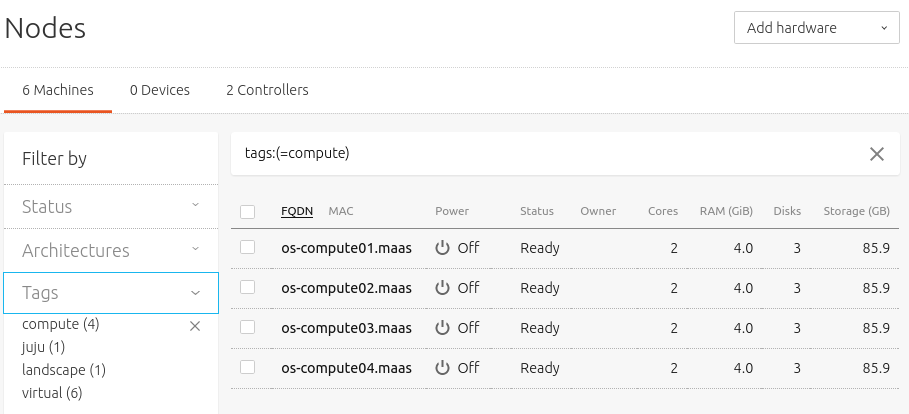 Nodes
Add hardware
6 Machines 0 Devices 2 Controllers
Filter by
Status
Architectures
Tags
compute (4)
juju (1)
landscape (1)
virtual (6)
tags:(=compute)
FQDN MAC Power Status Owner Cores RAM (GiB) Disks Storage (GB)
os-compute01.maas Off Ready 2 4.0 3 85.9
os-compute02.maas Off Ready 2 4.0 3 85.9
os-compute03.maas Off Ready 2 4.0 3 85.9
os-compute04.maas Off Ready 2 4.0 3 85.9